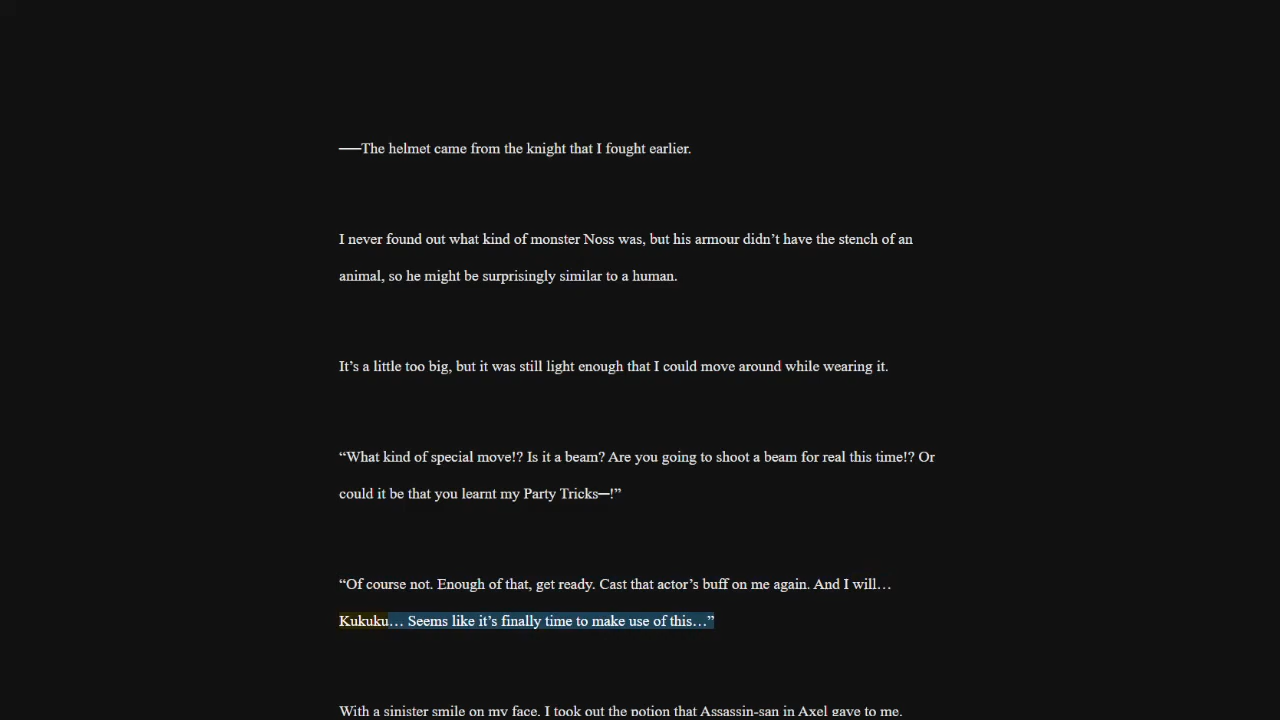 ──The helmet came from the knight that I fought earlier.
I never found out what kind of monster Noss was, but his armour didn’t have the stench of an
animal, so he might be surprisingly similar to a human.
It’s a little too big, but it was still light enough that I could move around while wearing it.
“What kind of special move!? Is it a beam? Are you going to shoot a beam for real this time!? Or
could it be that you learnt my Party Tricks─!”
“Of course not. Enough of that, get ready. Cast that actor’s buff on me again. And I will…
Kukuku… Seems like it’s finally time to make use of this…”
With a sinister smile on my face, I took out the potion that Assassin-san in Axel gave to me.